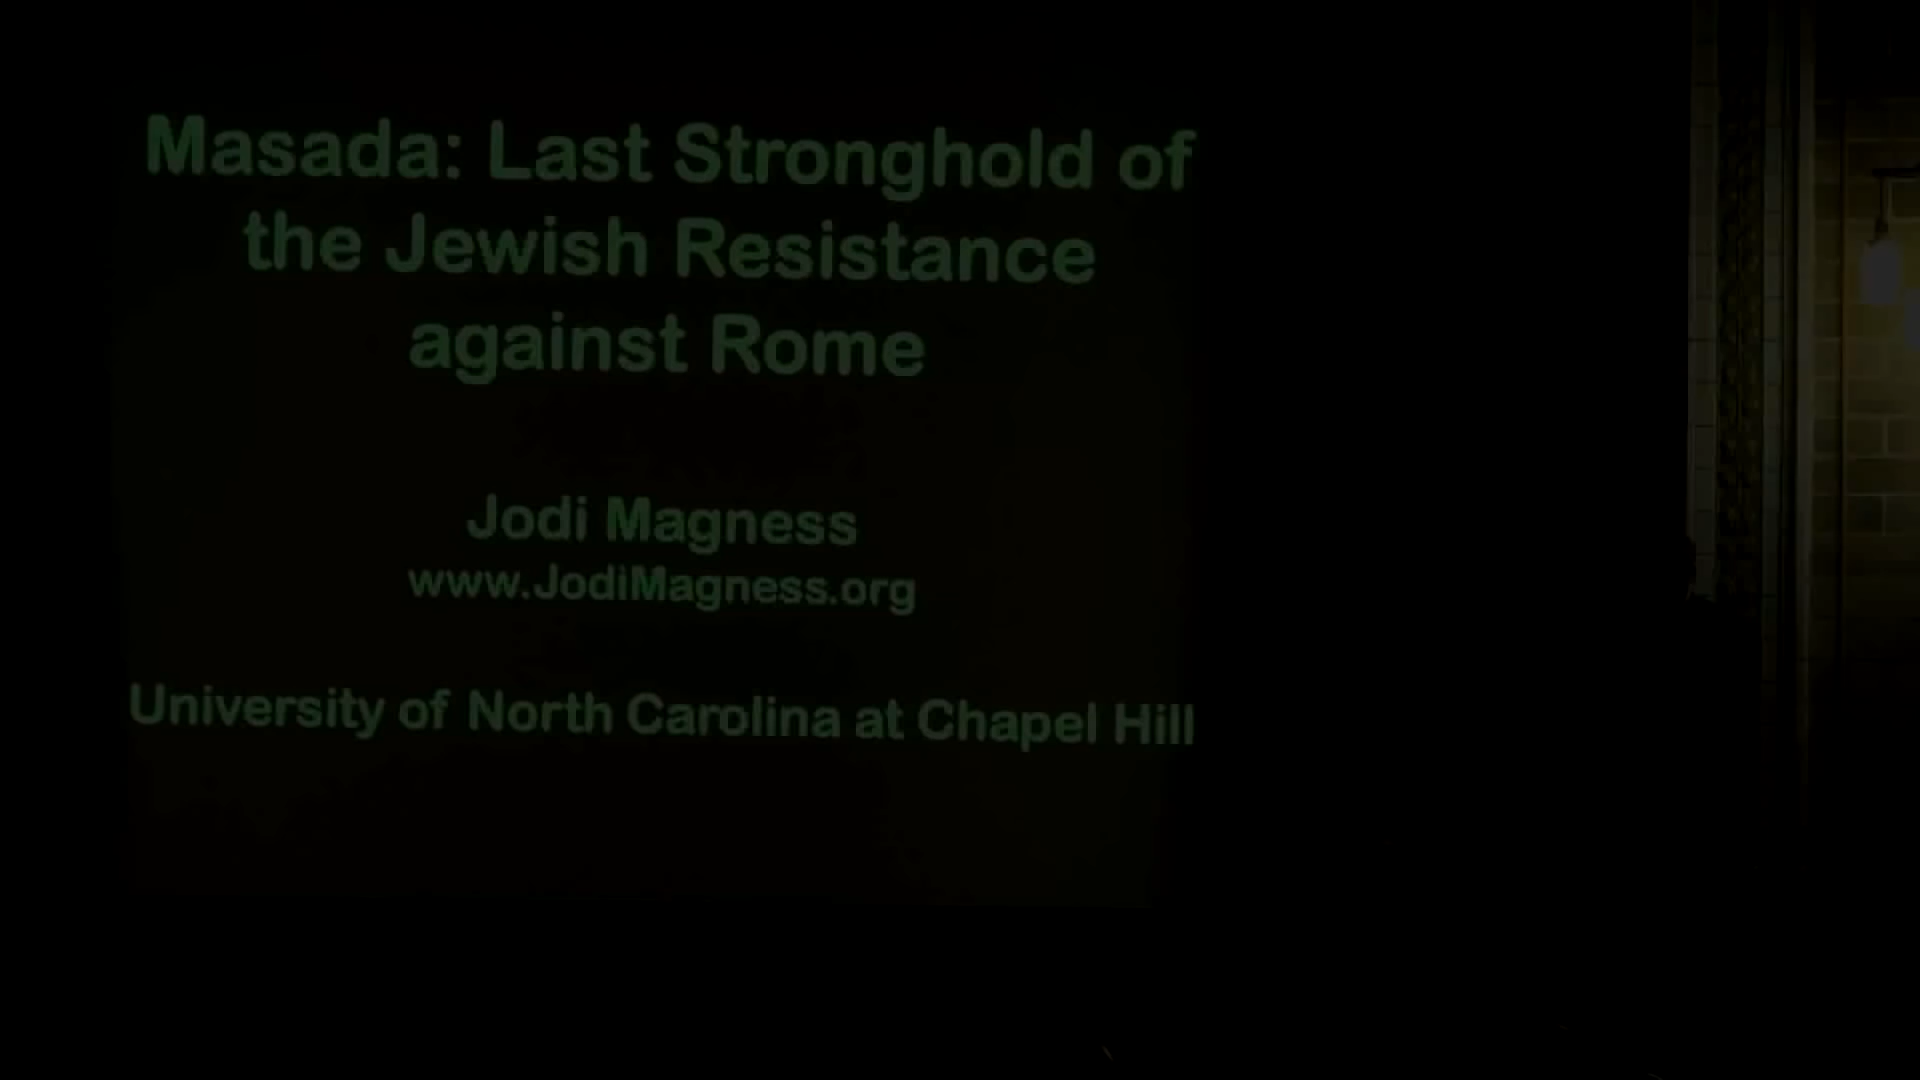 Masada: Last Stronghold of
the Jewish Resistance
against Rome
Jodi Magness
www.JodiMagness.org
University of North Carolina at Chapel Hill